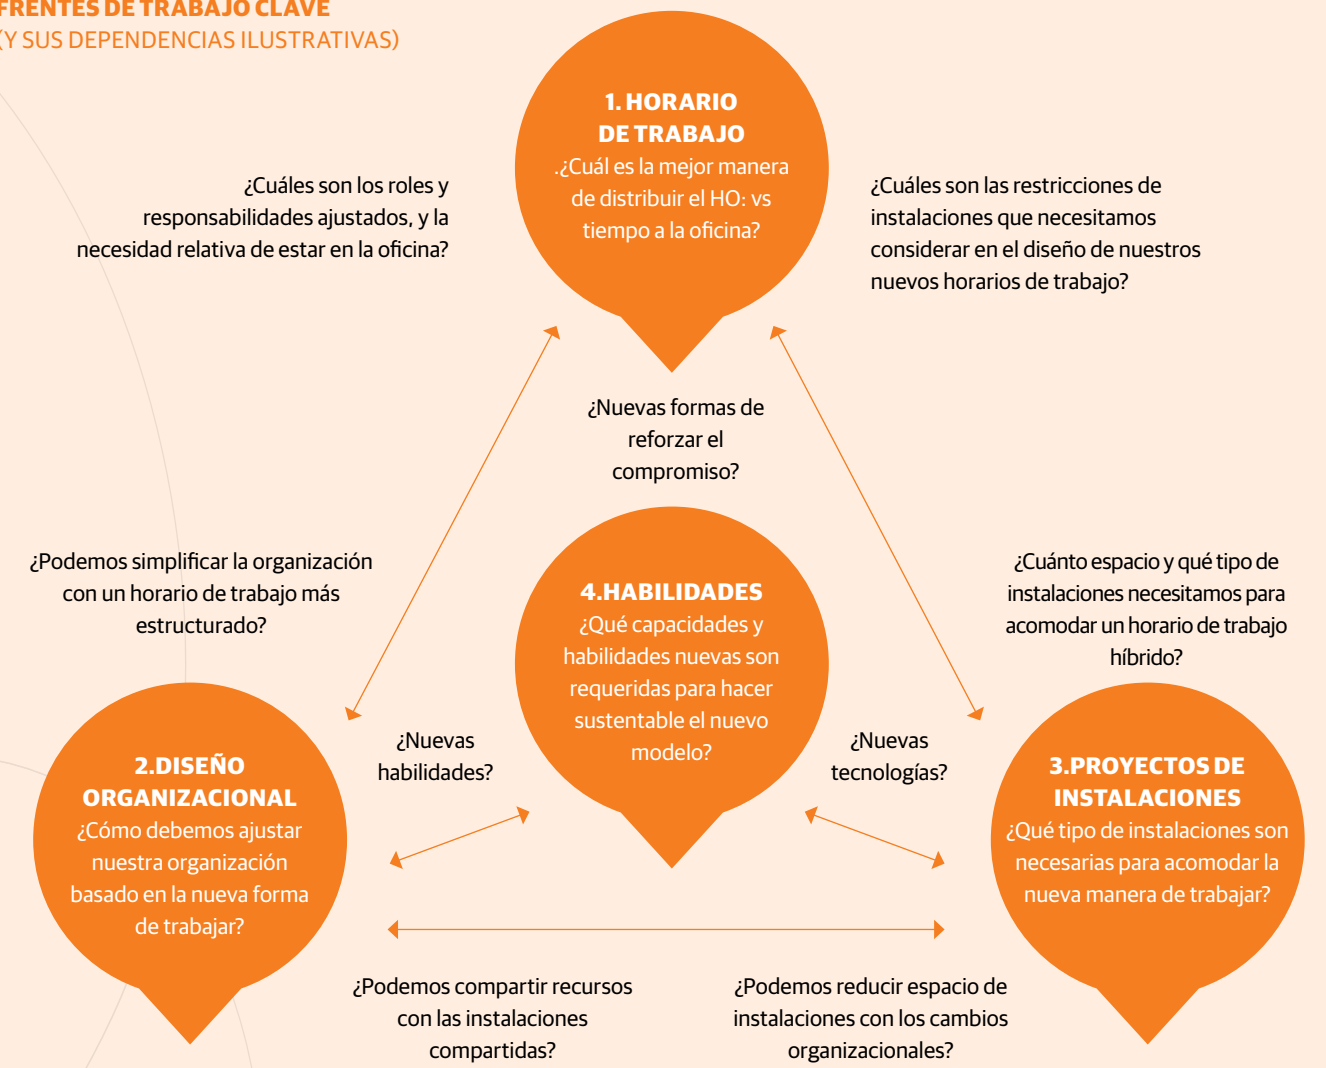 FRENTES DE TRABAJO CLAVE
(Y SUS DEPENDENCIAS ILUSTRATIVAS)
1. HORARIO
DE TRABAJO
.¿Cuál es la mejor manera
de distribuir el HO: vs
tiempo a la oficina?
¿Cuáles son los roles y
responsabilidades ajustados, y la
necesidad relativa de estar en la oficina?
¿Cuáles son las restricciones de
instalaciones que necesitamos
considerar en el diseño de nuestros
nuevos horarios de trabajo?
¿Nuevas formas de
reforzar el
compromiso?
¿Podemos simplificar la organización
con un horario de trabajo más
estructurado?
4.HABILIDADES
¿Qué capacidades y
habilidades nuevas son
requeridas para hacer
sustentable el nuevo
modelo?
¿Cuánto espacio y qué tipo de
instalaciones necesitamos para
acomodar un horario de trabajo
híbrido?
¿Nuevas
habilidades?
¿Nuevas
tecnologías?
2.DISEÑO
ORGANIZACIONAL
¿Cómo debemos ajustar
nuestra organización
basado en la nueva forma
de trabajar?
3.PROYECTOS DE
INSTALACIONES
¿Qué tipo de instalaciones son
necesarias para acomodar la
nueva manera de trabajar?
¿Podemos compartir recursos
con las instalaciones
compartidas?
¿Podemos reducir espacio de
instalaciones con los cambios
organizacionales?